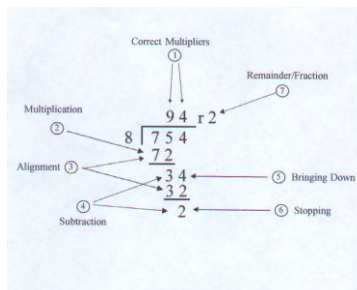 Correct Multipliers
1
Remainder/Fraction
7
Multiplication
2
9 4 r 2
8 7 5 4
7 2
Alignment 3
3 4
5 Bringing Down
3 2
4
2
6 Stopping
Subtraction